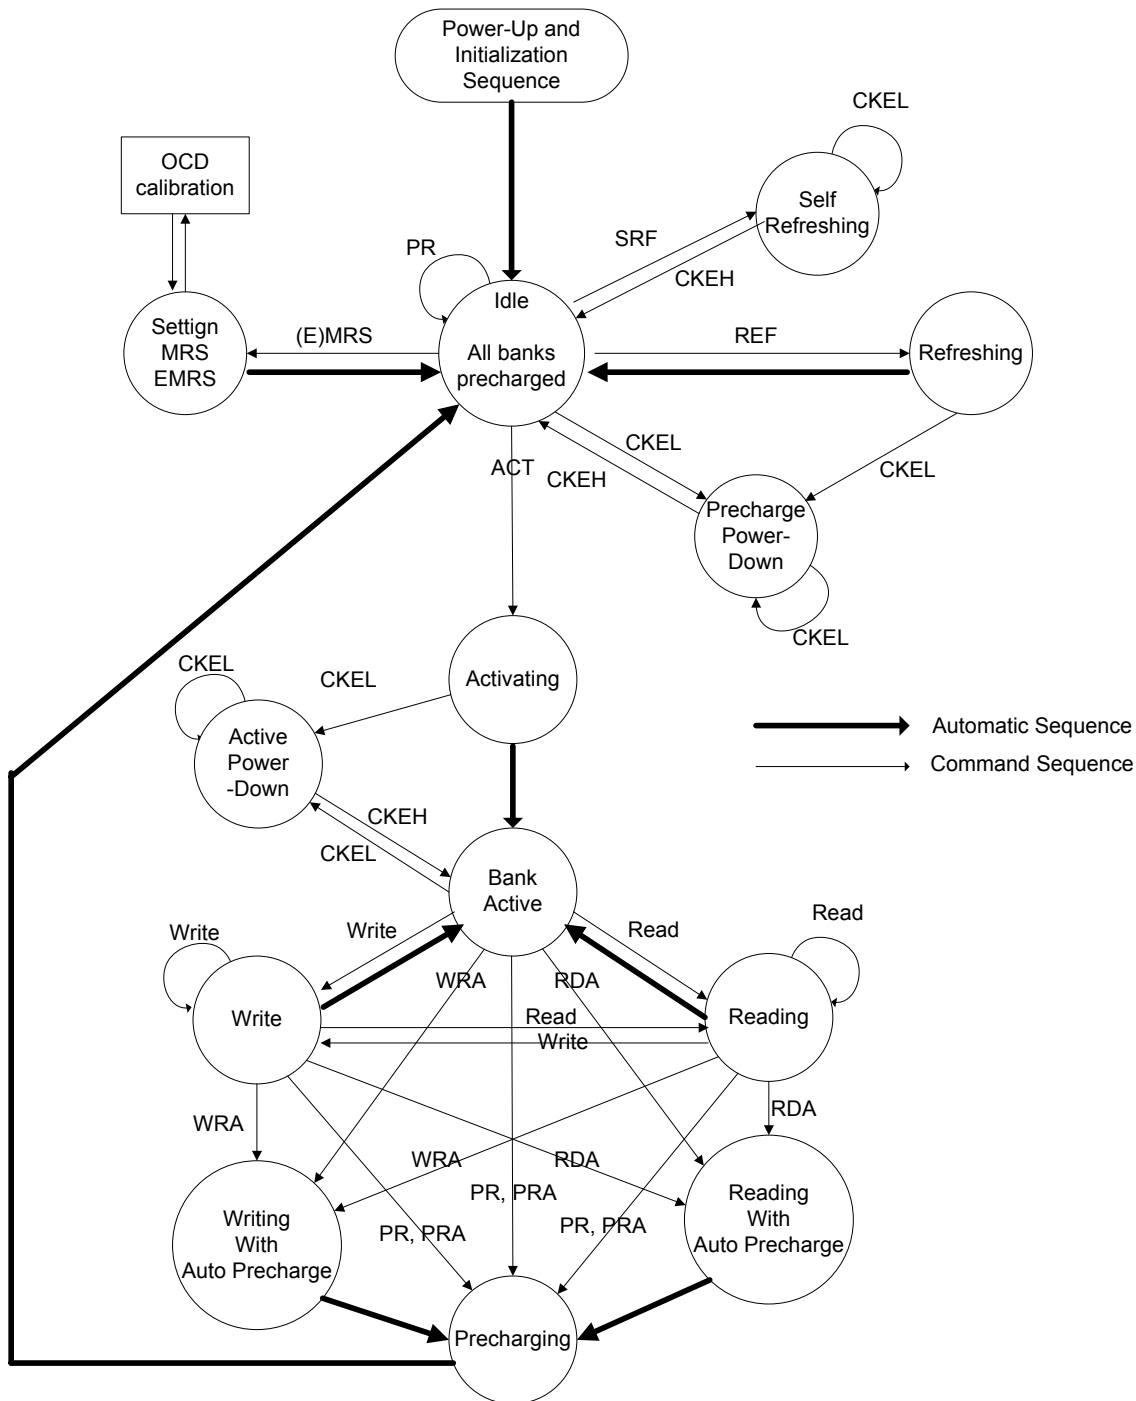 Power-Up and
Initialization
Sequence
CKEL
OCD
calibration
Self
Refreshing
SRF
PR
CKEH
Idle
Settign
MRS
EMRS
(E)MRS
All banks
precharged
REF
Refreshing
CKEL
ACT
CKEH
CKEL
Precharge
Power-
Down
CKEL
CKEL
CKEL
Activating
Active
Power
-Down
Automatic Sequence
Command Sequence
CKEH
CKEL
Bank
Active
Write
Write
Read
Read
WRA
RDA
Write
Read
Write
Reading
WRA
RDA
WRA
RDA
PR, PRA
Writing
With
Auto Precharge
PR, PRA
PR, PRA
Reading
With
Auto Precharge
Precharging